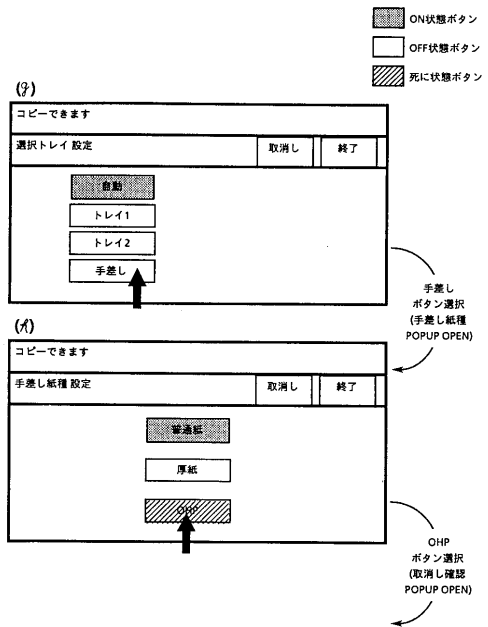 ON状態ボタン
OFF状態ボタン
死に状態ボタン
(g)
コピーできます
選択トレイ 設定
取消し
終了
自動
トレイ1
トレイ2
手差し
手差し
ボタン選択
(手差し紙種
POPUP OPEN)
(h)
コピーできます
手差し紙種 設定
取消し
終了
普通紙
厚紙
OHP
OHP
ボタン選択
(取消し確認
POPUP OPEN)